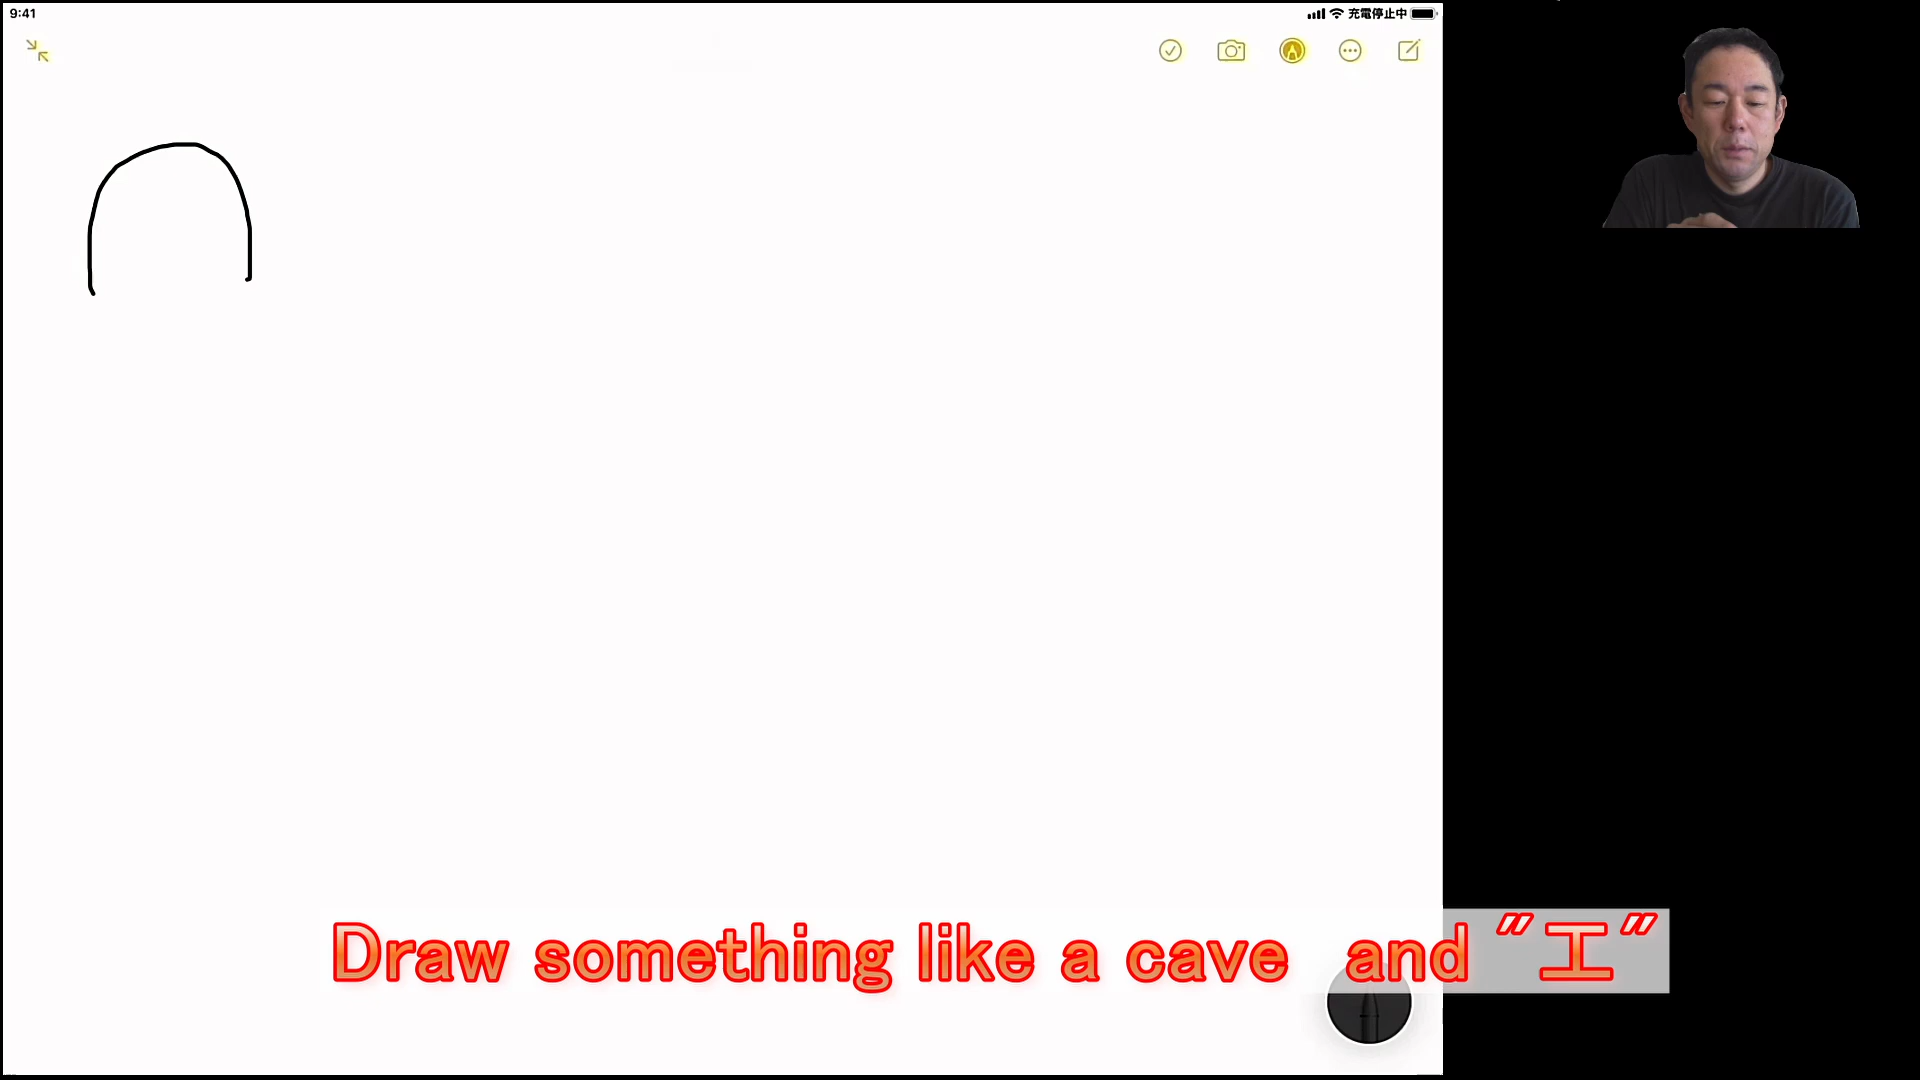 9:41
充電停止中
Draw something like a cave and "工"